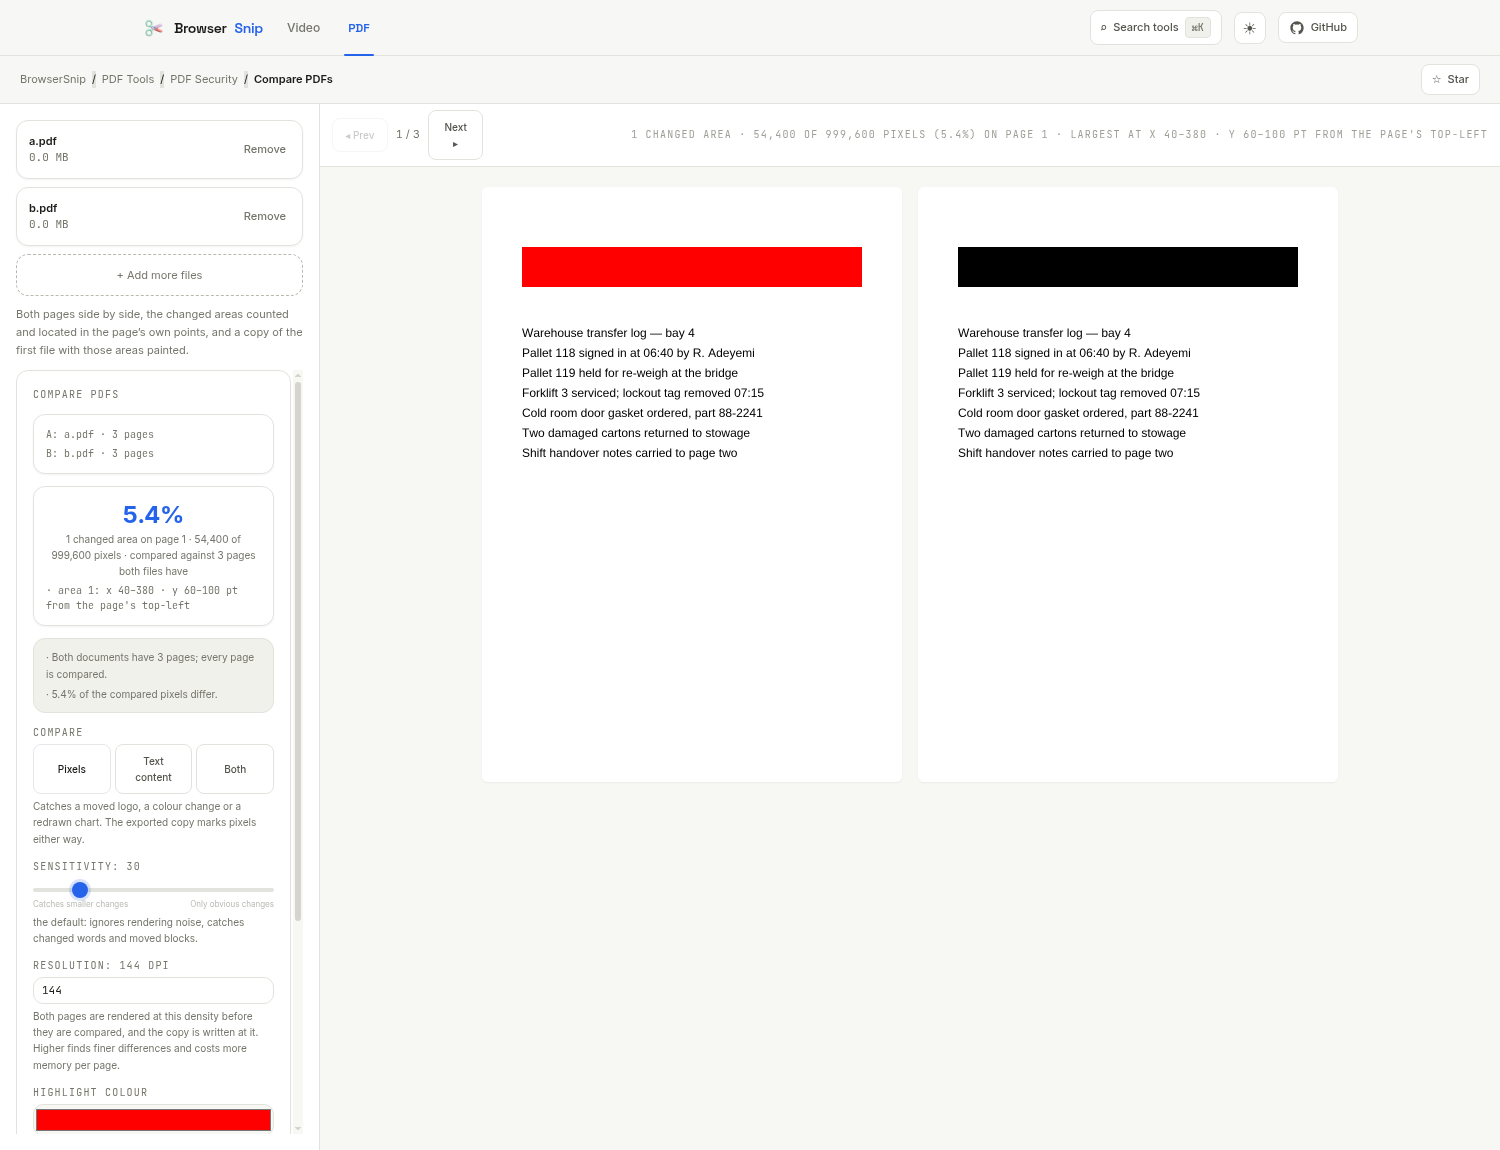 Browser Snip
Video
PDF
⌕ Search tools ⌘K
☀
GitHub
BrowserSnip / PDF Tools / PDF Security / Compare PDFs
☆ Star
a.pdf
0.0 MB
Remove
b.pdf
0.0 MB
Remove
+ Add more files
Both pages side by side, the changed areas counted
and located in the page's own points, and a copy of the
first file with those areas painted.
COMPARE PDFS
A: a.pdf · 3 pages
B: b.pdf · 3 pages
5.4%
1 changed area on page 1 · 54,400 of
999,600 pixels · compared against 3 pages
both files have
· area 1: x 40–380 · y 60–100 pt
from the page's top-left
· Both documents have 3 pages; every page
is compared.
· 5.4% of the compared pixels differ.
COMPARE
Pixels
Text
content
Both
Catches a moved logo, a colour change or a
redrawn chart. The exported copy marks pixels
either way.
SENSITIVITY: 30
Catches smaller changes
Only obvious changes
the default: ignores rendering noise, catches
changed words and moved blocks.
RESOLUTION: 144 DPI
144
Both pages are rendered at this density before
they are compared, and the copy is written at it.
Higher finds finer differences and costs more
memory per page.
HIGHLIGHT COLOUR
◂ Prev
1 / 3
Next
▸
1 CHANGED AREA · 54,400 OF 999,600 PIXELS (5.4%) ON PAGE 1 · LARGEST AT X 40–380 · Y 60–100 PT FROM THE PAGE'S TOP-LEFT
Warehouse transfer log — bay 4
Pallet 118 signed in at 06:40 by R. Adeyemi
Pallet 119 held for re-weigh at the bridge
Forklift 3 serviced; lockout tag removed 07:15
Cold room door gasket ordered, part 88-2241
Two damaged cartons returned to stowage
Shift handover notes carried to page two
Warehouse transfer log — bay 4
Pallet 118 signed in at 06:40 by R. Adeyemi
Pallet 119 held for re-weigh at the bridge
Forklift 3 serviced; lockout tag removed 07:15
Cold room door gasket ordered, part 88-2241
Two damaged cartons returned to stowage
Shift handover notes carried to page two